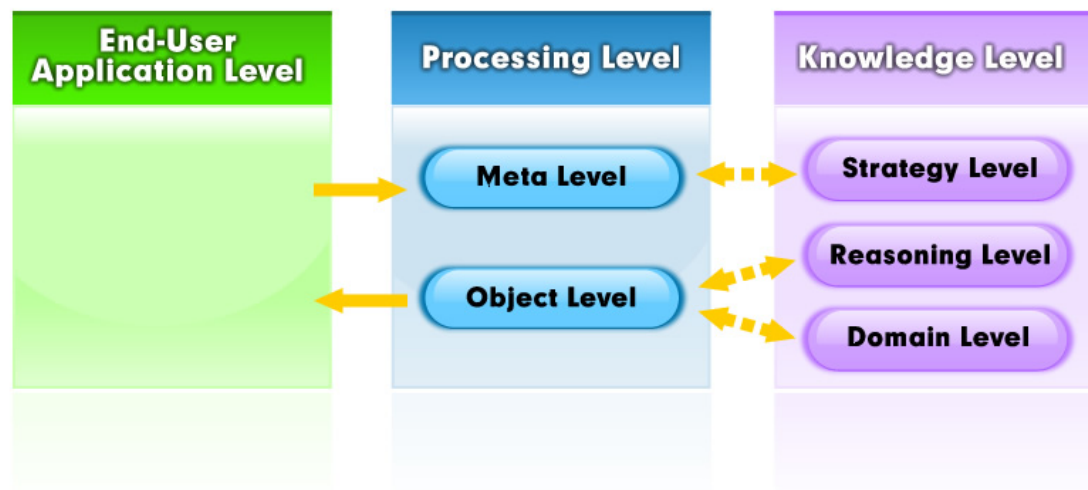 End-User
Application Level
Processing Level
Knowledge Level
Meta Level
Object Level
Strategy Level
Reasoning Level
Domain Level